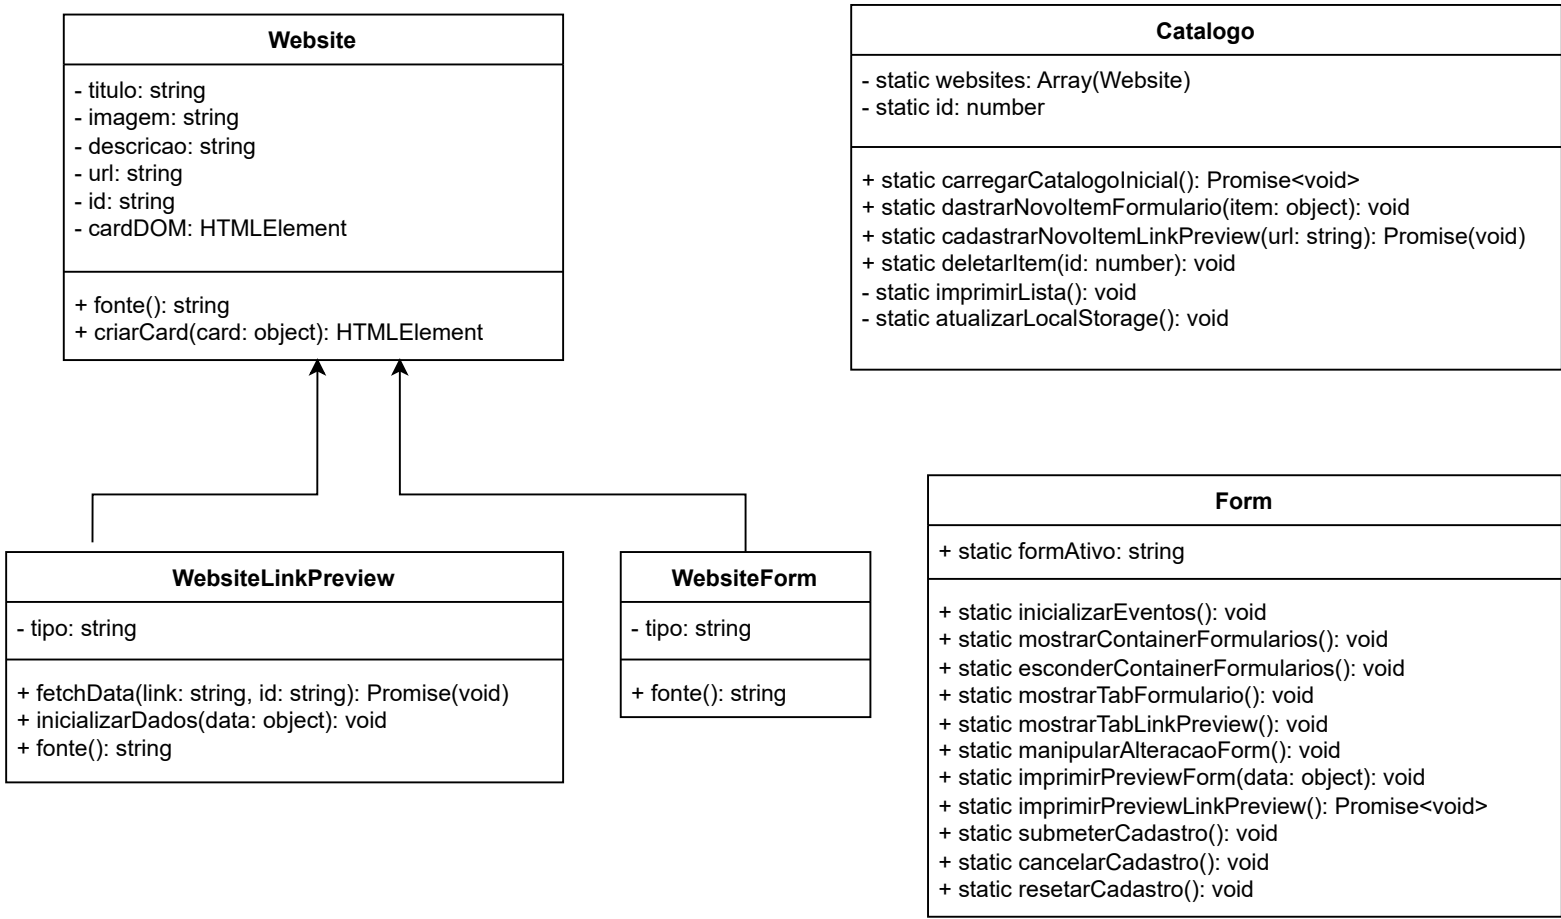 Website
- titulo: string
- imagem: string
- descricao: string
- url: string
- id: string
- cardDOM: HTMLElement
+ fonte(): string
+ criarCard(card: object): HTMLElement
Catalogo
- static websites: Array(Website)
- static id: number
+ static carregarCatalogoInicial(): Promise<void>
+ static dastrarNovoItemFormulario(item: object): void
+ static cadastrarNovoItemLinkPreview(url: string): Promise(void)
+ static deletarItem(id: number): void
- static imprimirLista(): void
- static atualizarLocalStorage(): void
WebsiteLinkPreview
- tipo: string
+ fetchData(link: string, id: string): Promise(void)
+ inicializarDados(data: object): void
+ fonte(): string
WebsiteForm
- tipo: string
+ fonte(): string
Form
+ static formAtivo: string
+ static inicializarEventos(): void
+ static mostrarContainerFormularios(): void
+ static esconderContainerFormularios(): void
+ static mostrarTabFormulario(): void
+ static mostrarTabLinkPreview(): void
+ static manipularAlteracaoForm(): void
+ static imprimirPreviewForm(data: object): void
+ static imprimirPreviewLinkPreview(): Promise<void>
+ static submeterCadastro(): void
+ static cancelarCadastro(): void
+ static resetarCadastro(): void